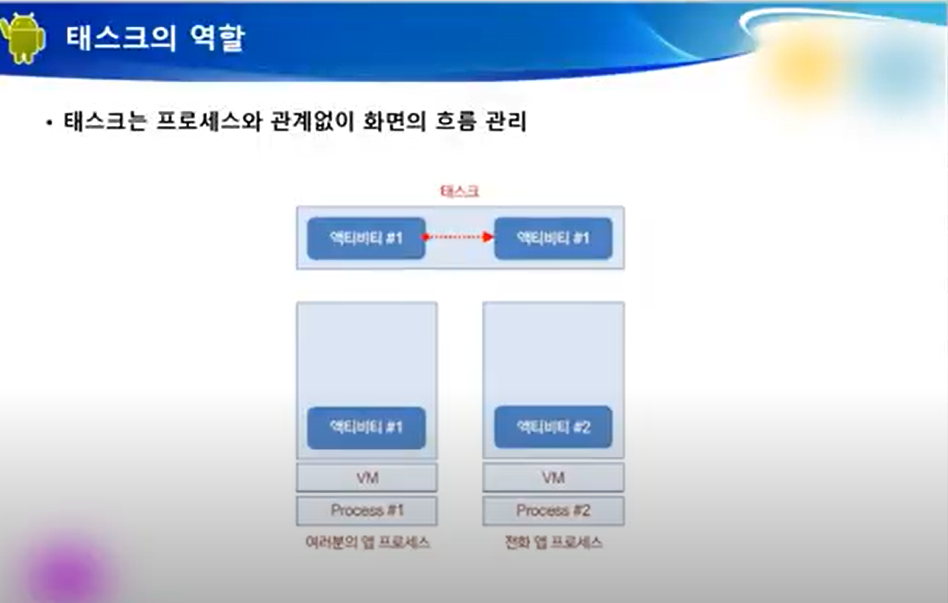 태스크의 역할
• 태스크는 프로세스와 관계없이 화면의 흐름 관리
태스크
액티비티 #1
액티비티 #1
액티비티 #1
액티비티 #2
VM
VM
Process #1
Process #2
여러분의 앱 프로세스
전화 앱 프로세스